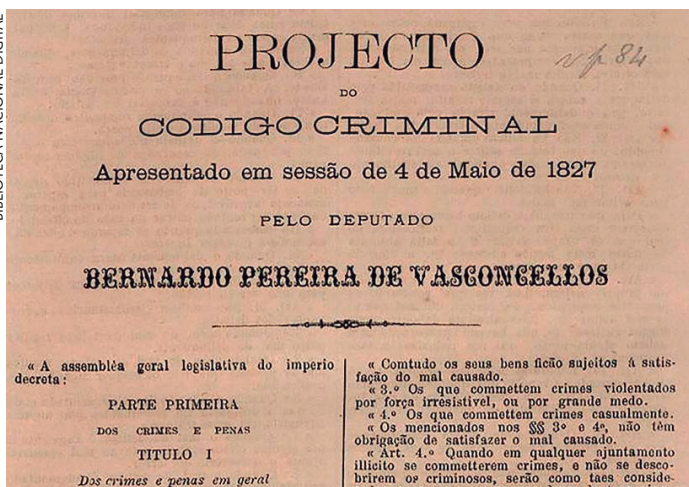 BIBLIOTECA NACIONAL DIGITAL
PROJECTO
DO
CODIGO CRIMINAL
Apresentado em sessão de 4 de Maio de 1827
PELO DEPUTADO
BERNARDO PEREIRA DE VASCONCELLOS
« A assembléa geral legislativa do imperio
decreta:
PARTE PRIMEIRA
DOS CRIMES E PENAS
TITULO I
Dos crimes e penas em geral
« Comtudo os seus bens ficão sujeitos á satis-
fação do mal causado.
« 3.º Os que commettem crimes violentados
por força irresistivel, ou por grande medo.
« 4.º Os que commettem crimes casualmente.
« Os mencionados nos §§ 3º e 4º, não têm
obrigação de satisfazer o mal causado.
« Art. 4.º Quando em qualquer ajuntamento
illicito se commetterem crimes, e não se desco-
brirem os criminosos, serão como taes conside-